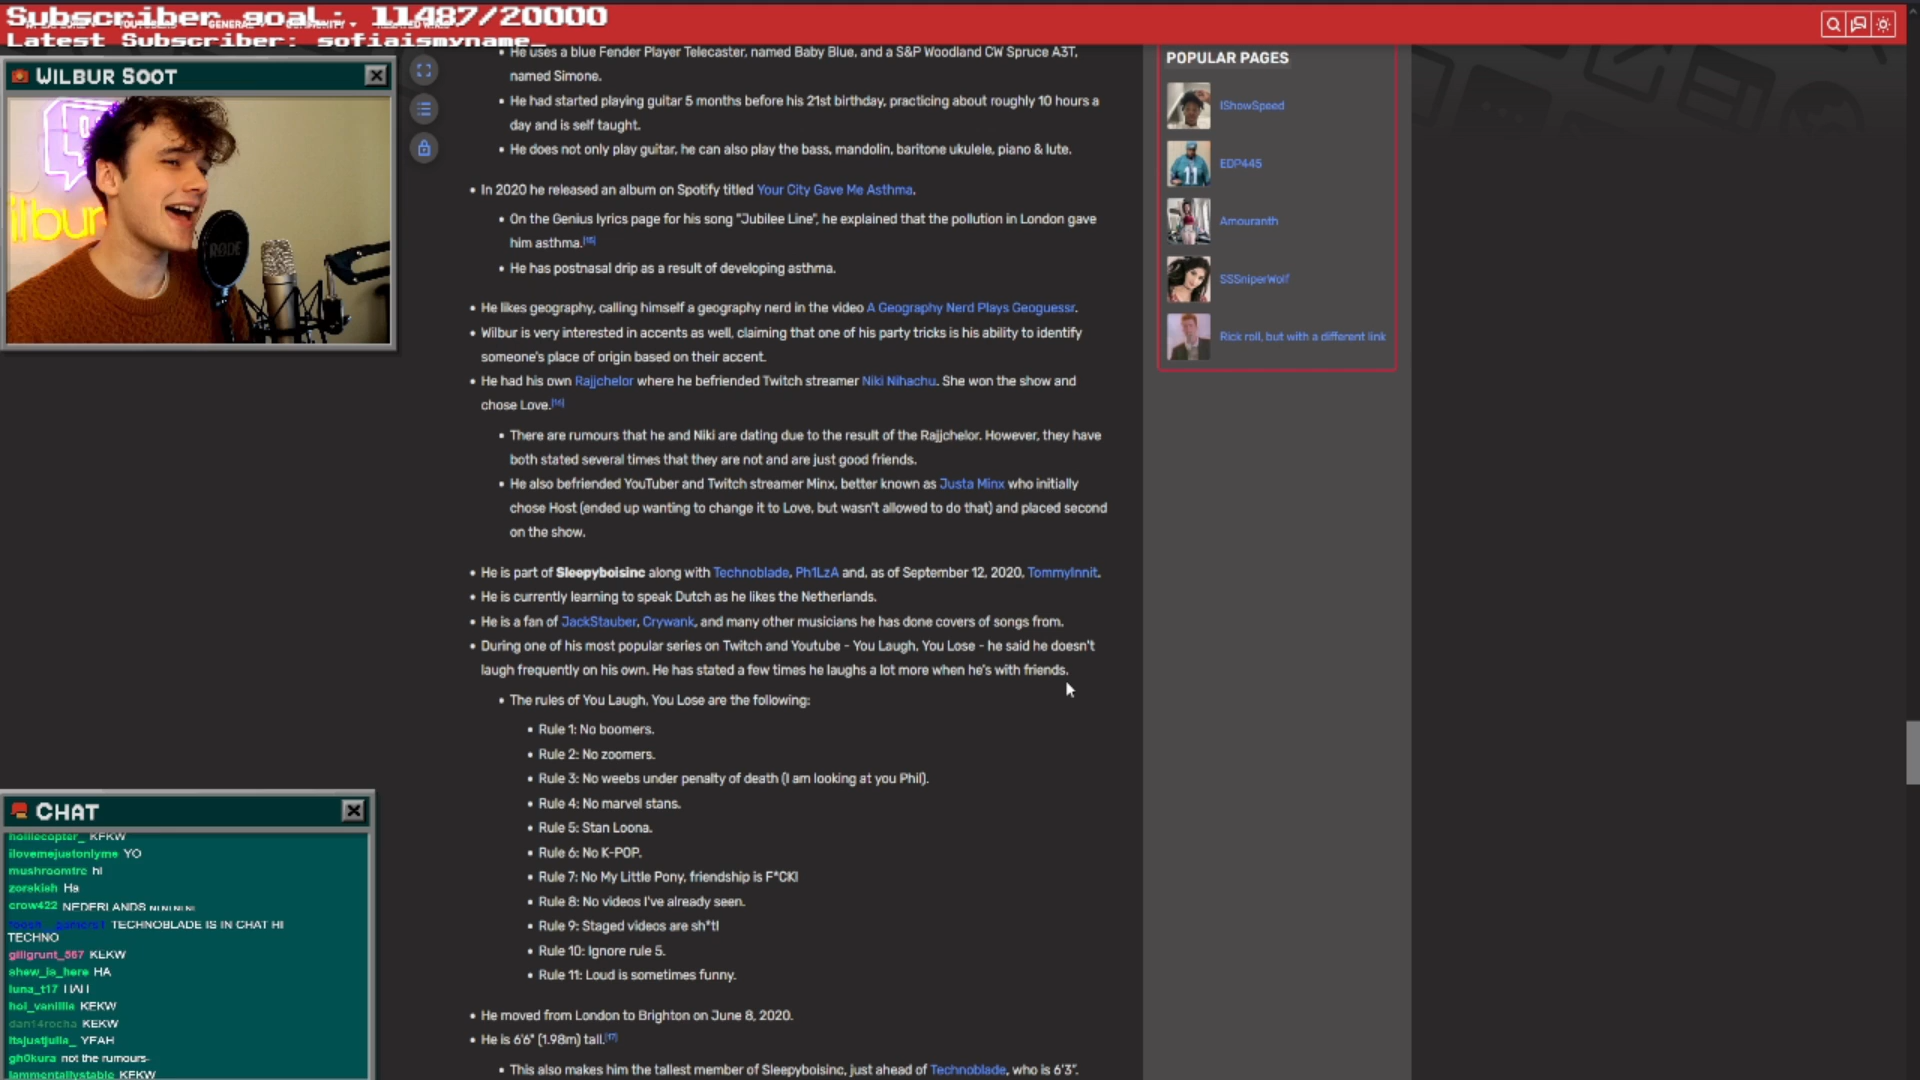 Subscriber goal: 11487/20000
GENERAL
Latest Subscriber: sofiaismyname_
WILBUR SOOT
He uses a blue Fender Player Telecaster, named Baby Blue, and a S&P Woodland CW Spruce A3T,
named Simone.
He had started playing guitar 5 months before his 21st birthday, practicing about roughly 10 hours a
day and is self taught.
He does not only play guitar, he can also play the bass, mandolin, baritone ukulele, piano & lute.
In 2020 he released an album on Spotify titled Your City Gave Me Asthma.
On the Genius lyrics page for his song "Jubilee Line", he explained that the pollution in London gave
him asthma.[15]
He has postnasal drip as a result of developing asthma.
He likes geography, calling himself a geography nerd in the video A Geography Nerd Plays Geoguessr.
Wilbur is very interested in accents as well, claiming that one of his party tricks is his ability to identify
someone's place of origin based on their accent.
He had his own Rajjchelor where he befriended Twitch streamer Niki Nihachu. She won the show and
chose Love.[16]
There are rumours that he and Niki are dating due to the result of the Rajjchelor. However, they have
both stated several times that they are not and are just good friends.
He also befriended YouTuber and Twitch streamer Minx, better known as Justa Minx who initially
chose Host (ended up wanting to change it to Love, but wasn't allowed to do that) and placed second
on the show.
He is part of Sleepyboisinc along with Technoblade, Ph1LzA and, as of September 12, 2020, TommyInnit.
He is currently learning to speak Dutch as he likes the Netherlands.
He is a fan of JackStauber, Crywank, and many other musicians he has done covers of songs from.
During one of his most popular series on Twitch and Youtube - You Laugh, You Lose - he said he doesn't
laugh frequently on his own. He has stated a few times he laughs a lot more when he's with friends.
The rules of You Laugh, You Lose are the following:
Rule 1: No boomers.
Rule 2: No zoomers.
Rule 3: No weebs under penalty of death (I am looking at you Phil).
Rule 4: No marvel stans.
Rule 5: Stan Loona.
Rule 6: No K-POP.
Rule 7: No My Little Pony, friendship is F*CK!
Rule 8: No videos I've already seen.
Rule 9: Staged videos are sh*t!
Rule 10: Ignore rule 5.
Rule 11: Loud is sometimes funny.
He moved from London to Brighton on June 8, 2020.
He is 6'6" (1.98m) tall.[17]
This also makes him the tallest member of Sleepyboisinc, just ahead of Technoblade, who is 6'3".
POPULAR PAGES
IShowSpeed
EDP445
11
Amouranth
SSSniperWolf
Rick roll, but with a different link
ilbur
RODE
CHAT
holliecopter_ KEKW
ilovemejustonlyme YO
mushroomtrc hi
zorakiah Ha
crow422 NEDERLANDS
TECHNOBLADE IS IN CHAT HI
TECHNO
giligrunt_567 KEKW
shew_is_here HA
luna_t17
hoi_vanillia KEKW
dan14rocha KEKW
itsjustjulia_ YEAH
gh0kura not the rumours-
iammentallystable KEKW